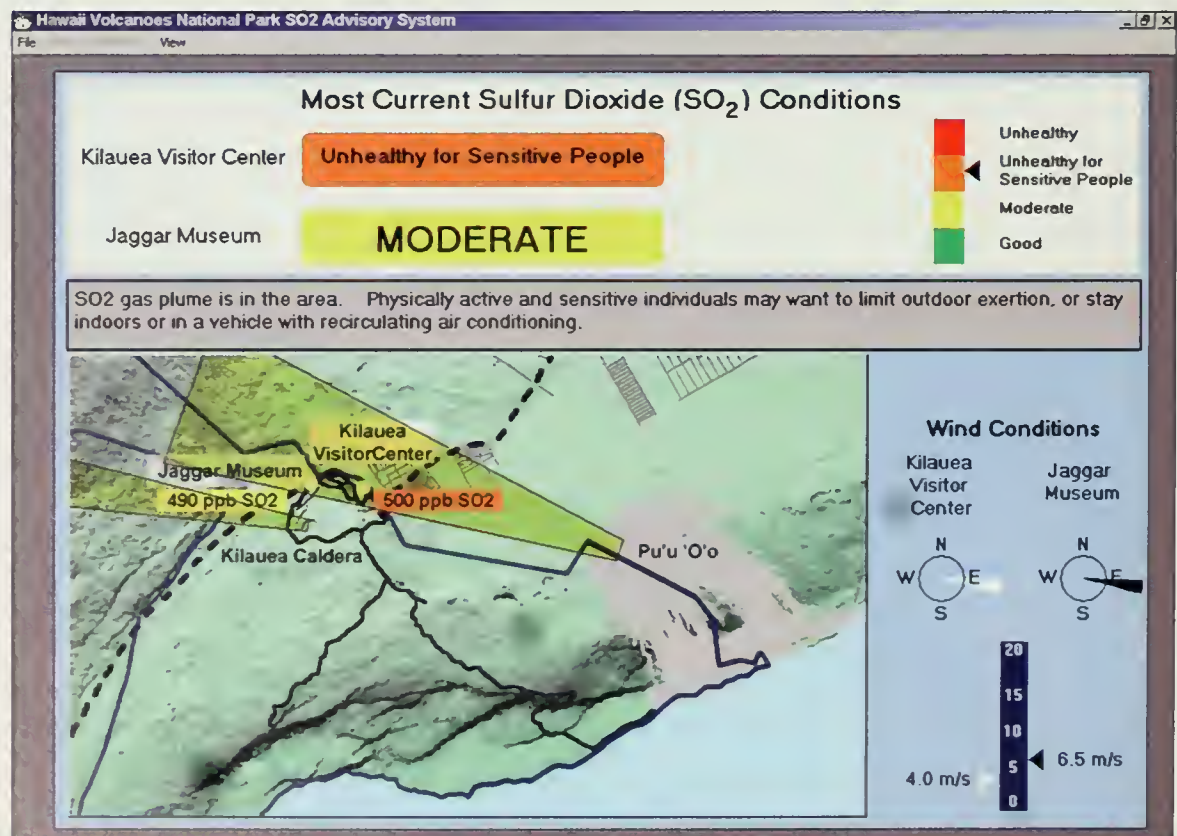 Hawaii Volcanoes National Park SO2 Advisory System
File View
Most Current Sulfur Dioxide (SO₂) Conditions
Kilauea Visitor Center
Unhealthy for Sensitive People
Jaggar Museum
MODERATE
Unhealthy
Unhealthy for
Sensitive People
Moderate
Good
SO2 gas plume is in the area. Physically active and sensitive individuals may want to limit outdoor exertion, or stay
indoors or in a vehicle with recirculating air conditioning.
Kilauea
VisitorCenter
Jaggar Museum
490 ppb SO2
500 ppb SO2
Kilauea Caldera
Pu'u 'O'o
Wind Conditions
Kilauea
Visitor
Center
Jaggar
Museum
N
W E
S
N
W E
S
20
15
10
5
0
4.0 m/s
6.5 m/s